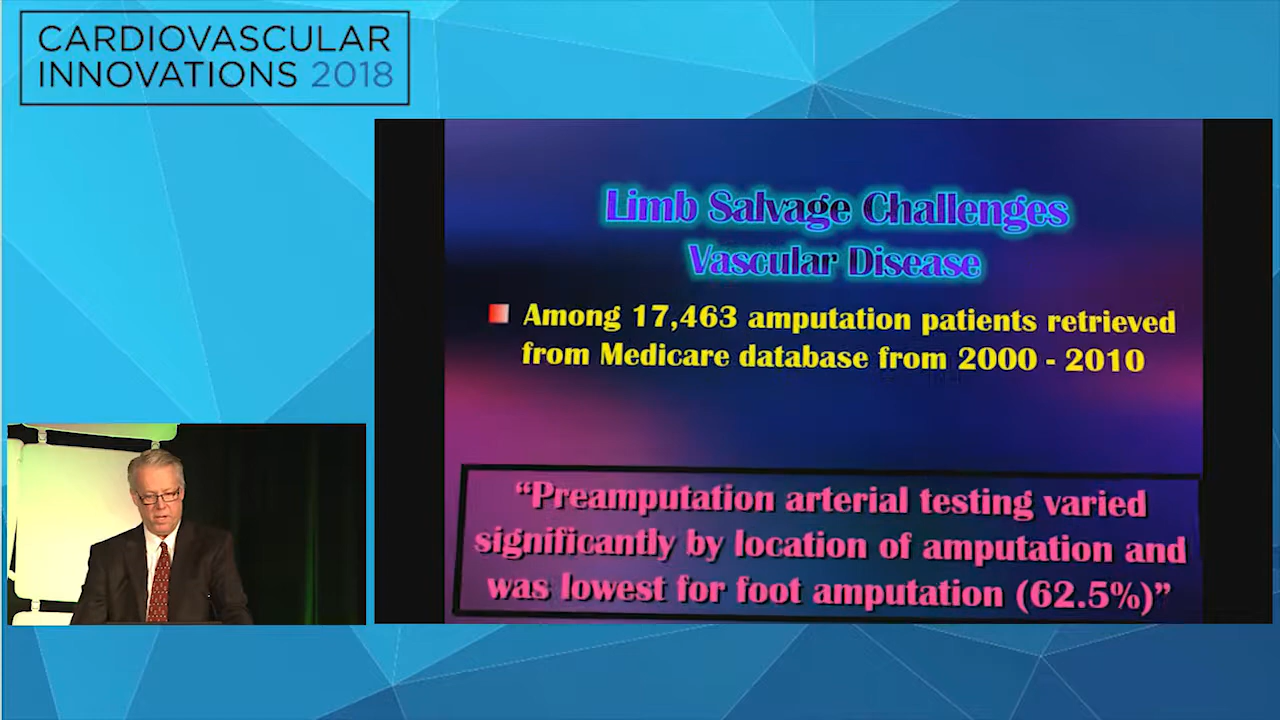 CARDIOVASCULAR
INNOVATIONS 2018
Limb Salvage Challenges
Vascular Disease
Among 17,463 amputation patients retrieved
from Medicare database from 2000 - 2010
“Preamputation arterial testing varied
significantly by location of amputation and
was lowest for foot amputation (62.5%)”